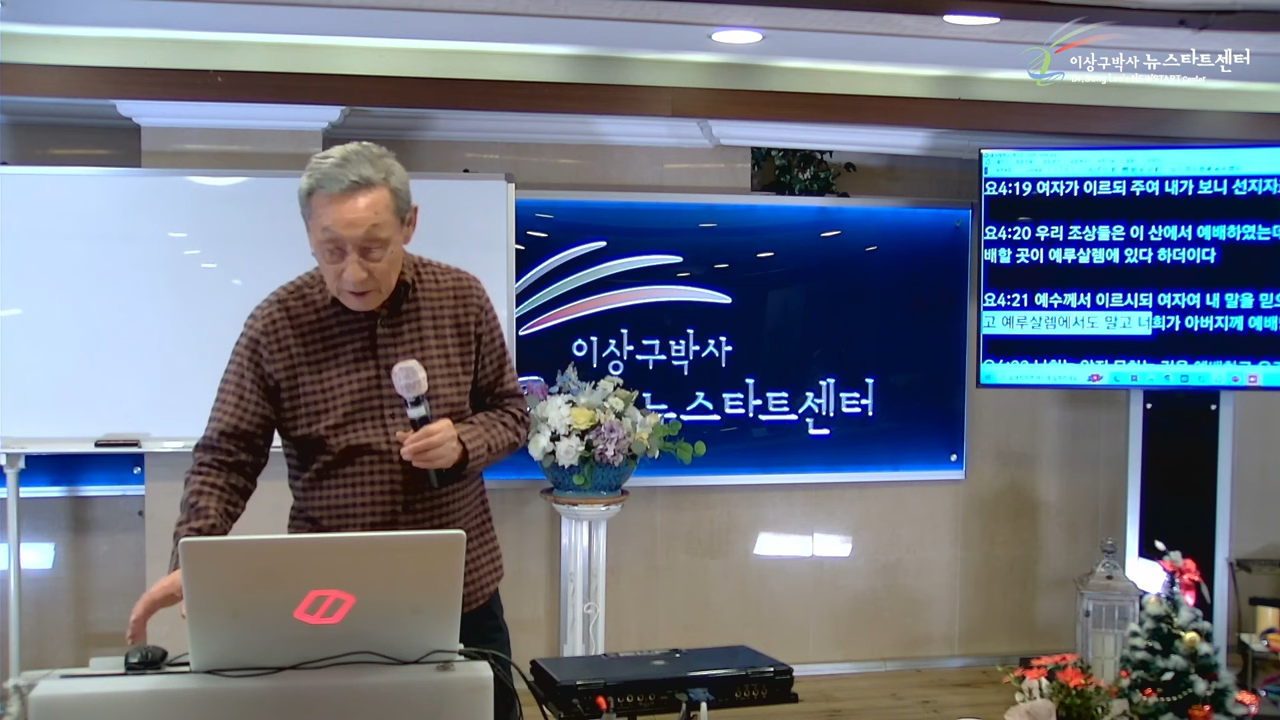 이상구박사 뉴스타트센터
요4:19 여자가 이르되 주여 내가 보니 선지자
요4:20 우리 조상들은 이 산에서 예배하였는데
배할 곳이 예루살렘에 있다 하더이다
요4:21 예수께서 이르시되 여자여 내 말을 믿으
고 예루살렘에서도 말고 너희가 아버지께 예배
이상구박사
뉴스타트센터